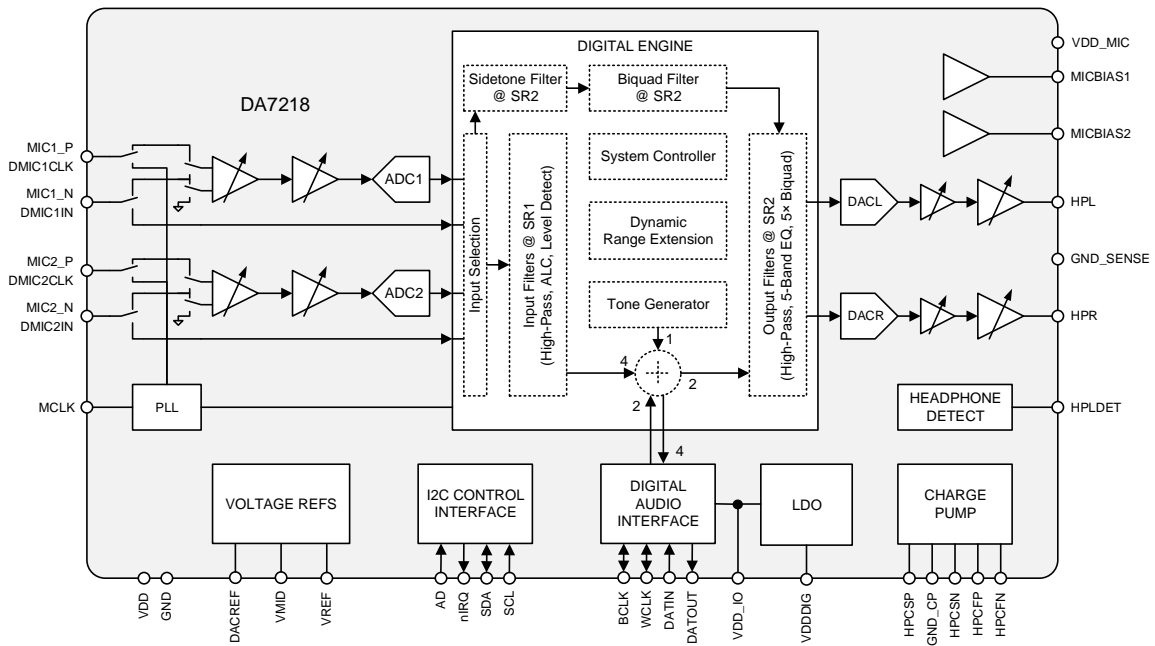 DIGITAL ENGINE
VDD_MIC
Sidetone Filter
@ SR2
Biquad Filter
@ SR2
MICBIAS1
DA7218
MICBIAS2
MIC1_P
DMIC1CLK
MIC1_N
DMIC1IN
ADC1
System Controller
DACL
HPL
Input Selection
Input Filters @ SR1
(High-Pass, ALC, Level Detect)
Dynamic
Range Extension
Output Filters @ SR2
(High-Pass, 5-Band EQ, 5× Biquad)
GND_SENSE
MIC2_P
DMIC2CLK
MIC2_N
DMIC2IN
ADC2
Tone Generator
DACR
HPR
1
4
2
2
4
MCLK
PLL
HEADPHONE
DETECT
HPLDET
VOLTAGE REFS
I2C CONTROL
INTERFACE
DIGITAL
AUDIO
INTERFACE
LDO
CHARGE
PUMP
VDD
GND
DACREF
VMID
VREF
AD
nIRQ
SDA
SCL
BCLK
WCLK
DATIN
DATOUT
VDD_IO
VDDDIG
HPCSP
GND_CP
HPCSN
HPCFP
HPCFN